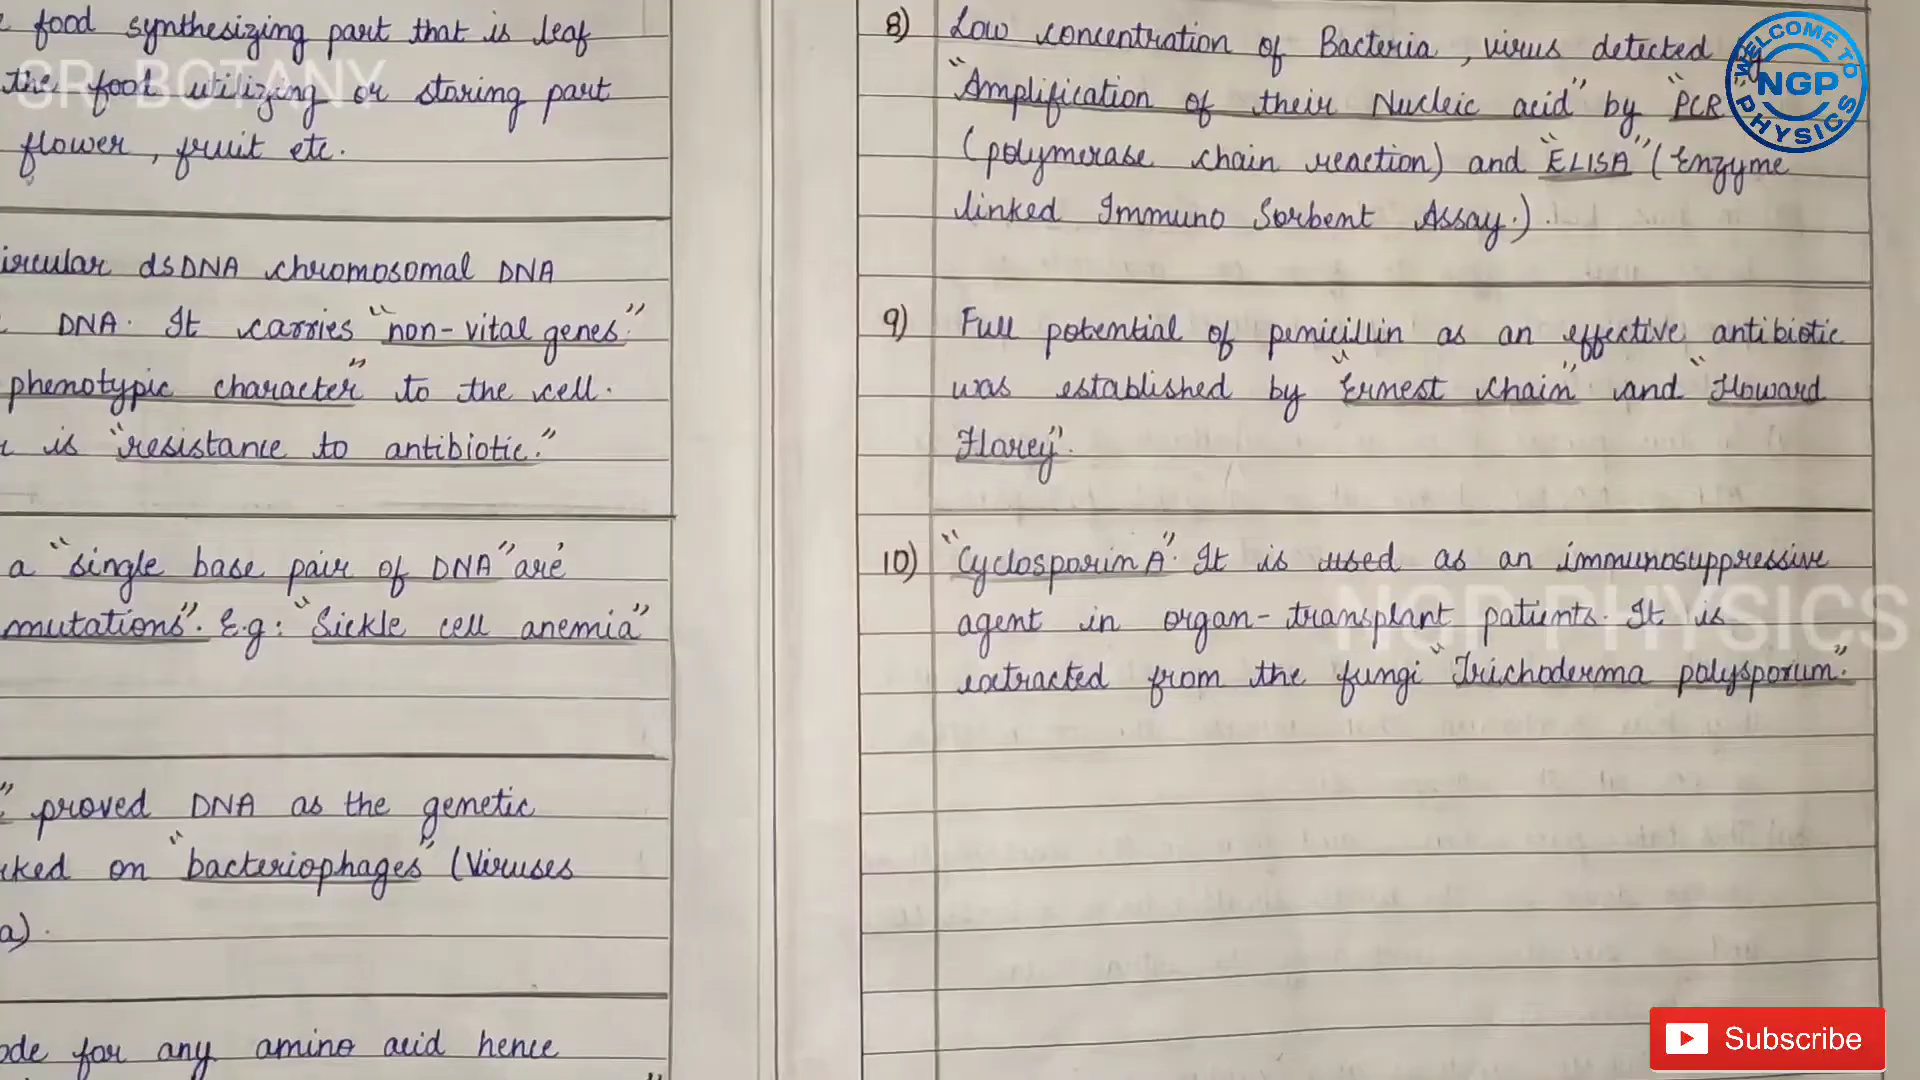 food synthesizing part that is leaf
the food utilizing or storing part
flower, fruit etc.
SR BOTANY
ircular dsDNA chromosomal DNA
DNA. It carries "non-vital genes."
phenotypic character" to the cell.
is "resistance to antibiotic."
a "single base pair of DNA" are
mutations". E.g: "Sickle cell anemia"
proved DNA as the genetic
ked on "bacteriophages" (Viruses
a).
ode for any amino acid hence
8) Low concentration of Bacteria, virus detected by
"Amplification of their Nucleic acid" by "PCR"
(polymerase chain reaction) and "ELISA" (Enzyme
linked Immuno Sorbent Assay.).
9) Full potential of penicillin as an effective antibiotic
was established by "Ernest Chain" and "Howard
Florey".
10) "Cyclosporin A". It is used as an immunosuppressive
agent in organ-transplant patients. It is
extracted from the fungi "Trichoderma polysporum."
NGP PHYSICS
WELCOME TO
NGP
PHYSICS
Subscribe